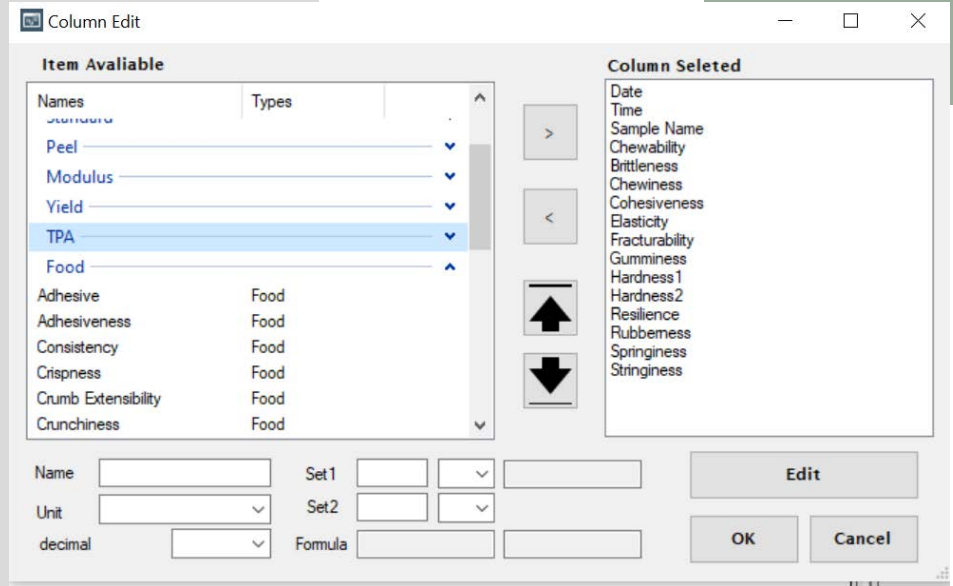 Column Edit
Item Avaliable
Names Types
Standard
Peel
Modulus
Yield
TPA
Food
Adhesive Food
Adhesiveness Food
Consistency Food
Crispness Food
Crumb Extensibility Food
Crunchiness Food
>
<
Column Seleted
Date
Time
Sample Name
Chewability
Brittleness
Chewiness
Cohesiveness
Elasticity
Fracturability
Gumminess
Hardness1
Hardness2
Resilience
Rubberness
Springiness
Stringiness
Name
Unit
decimal
Set1
Set2
Formula
Edit
OK
Cancel